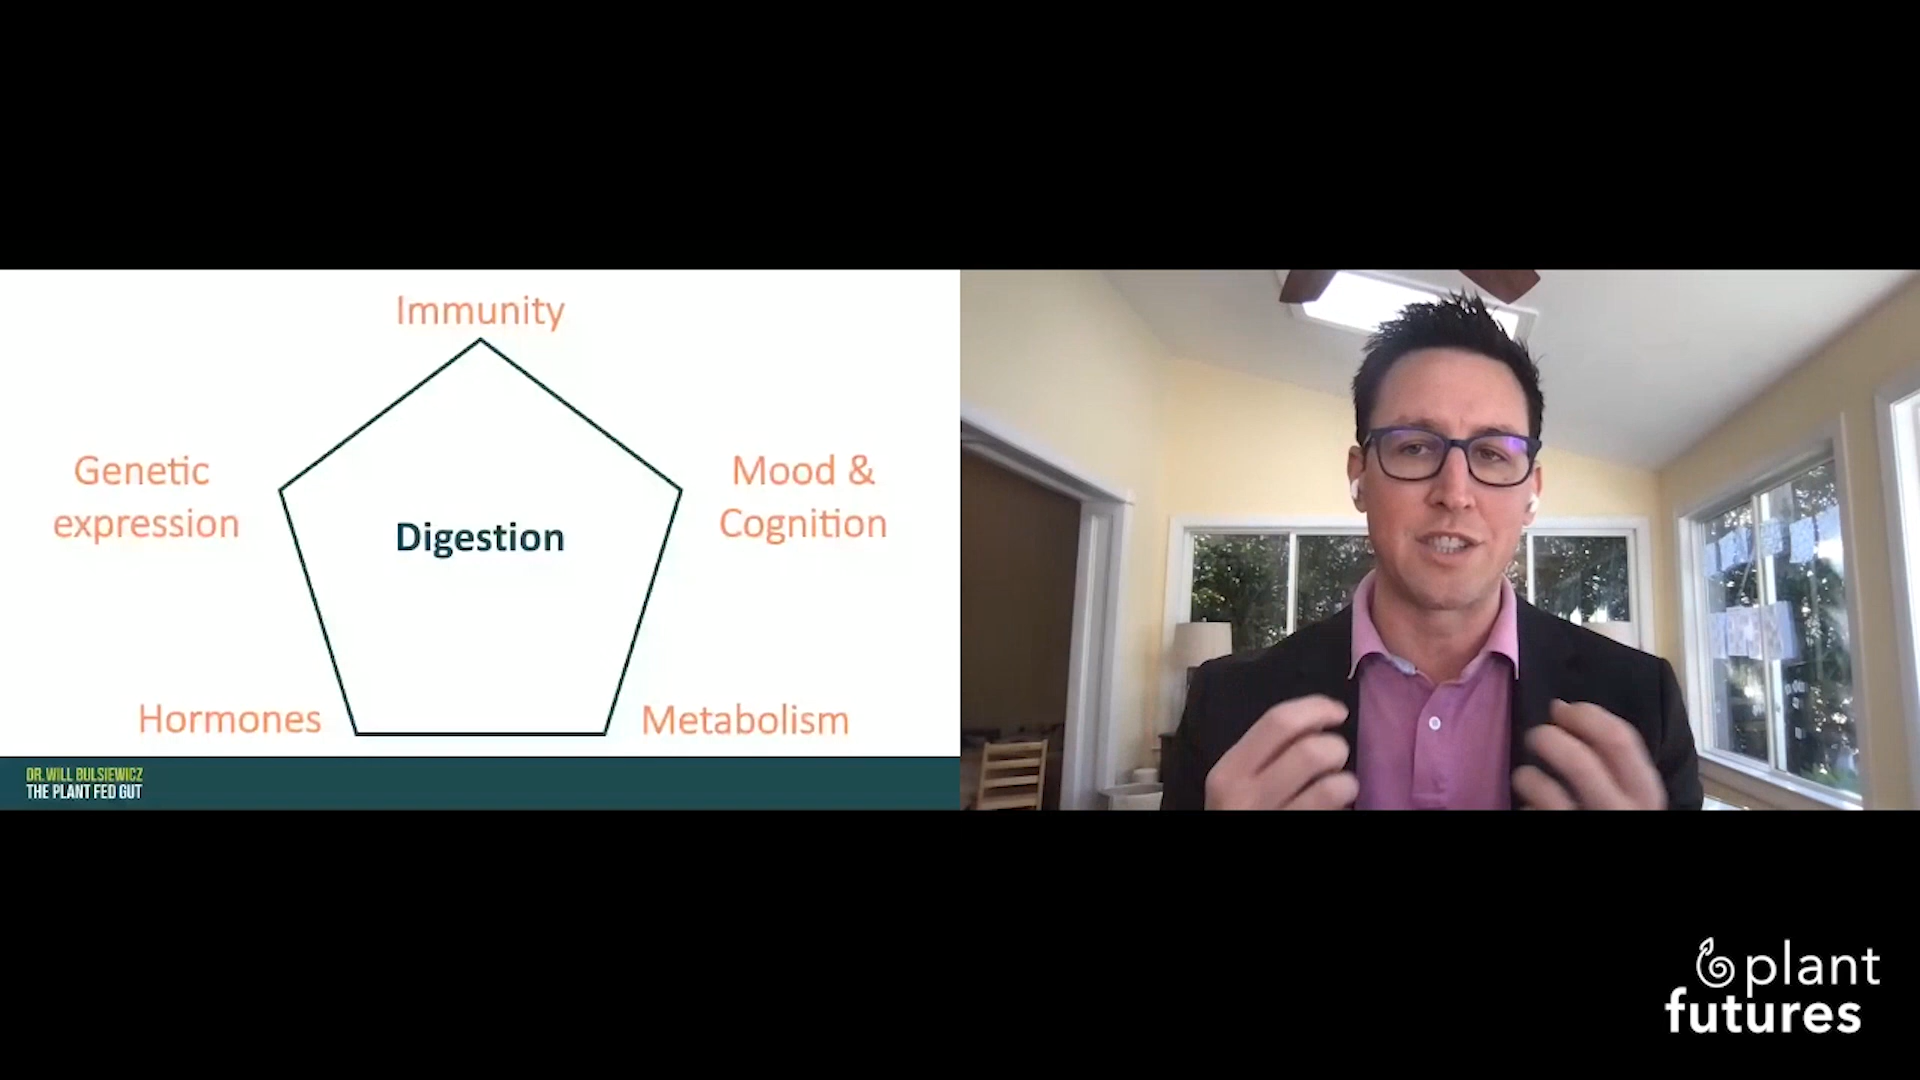 Immunity
Genetic
expression
Mood &
Cognition
Digestion
Hormones
Metabolism
DR. WILL BULSIEWICZ
THE PLANT FED GUT
plant
futures